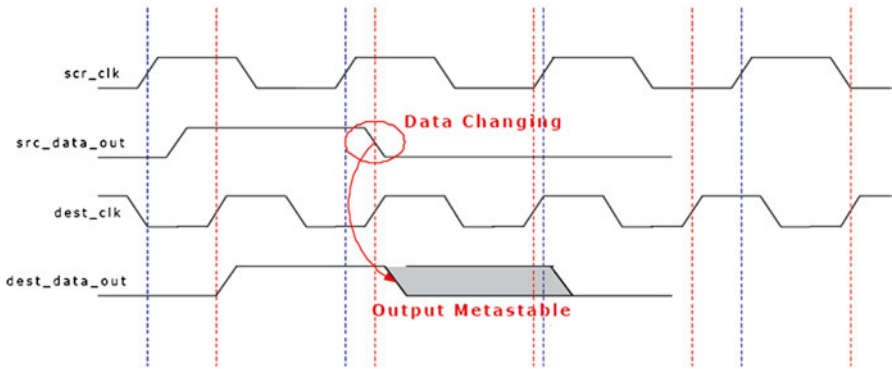 scr_clk
Data Changing
src_data_out
dest_clk
dest_data_out
Output Metastable